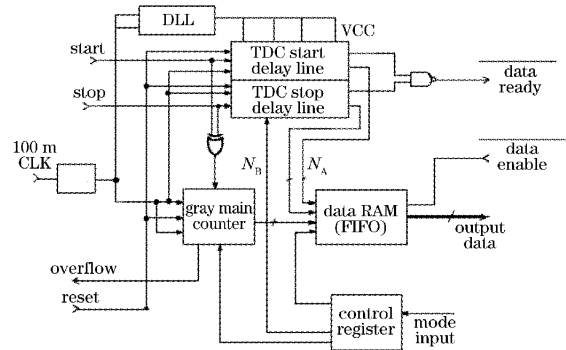 DLL
VCC
start
TDC start
delay line
stop
TDC stop
delay line
data
ready
100 m
CLK
N_B
N_A
data
enable
gray main
counter
data RAM
(FIFO)
output
data
overflow
reset
control
register
mode
input